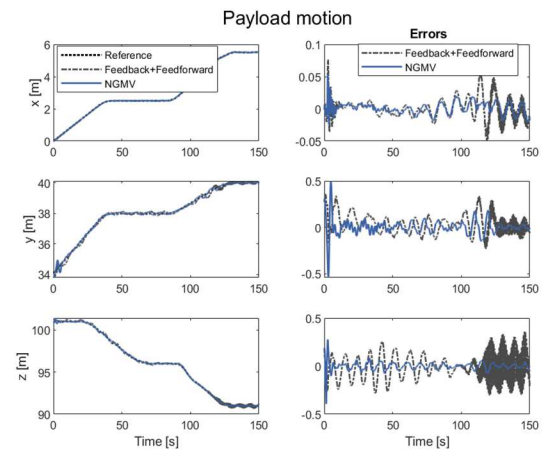 Payload motion
Errors
Reference
Feedback+Feedforward
NGMV
Feedback+Feedforward
NGMV
x [m]
6
4
2
0
0 50 100 150
0.1
0.05
0
-0.05
0 50 100 150
y [m]
40
38
36
34
0 50 100 150
0.5
0
-0.5
0 50 100 150
z [m]
100
95
90
0 50 100 150
Time [s]
0.5
0
-0.5
0 50 100 150
Time [s]